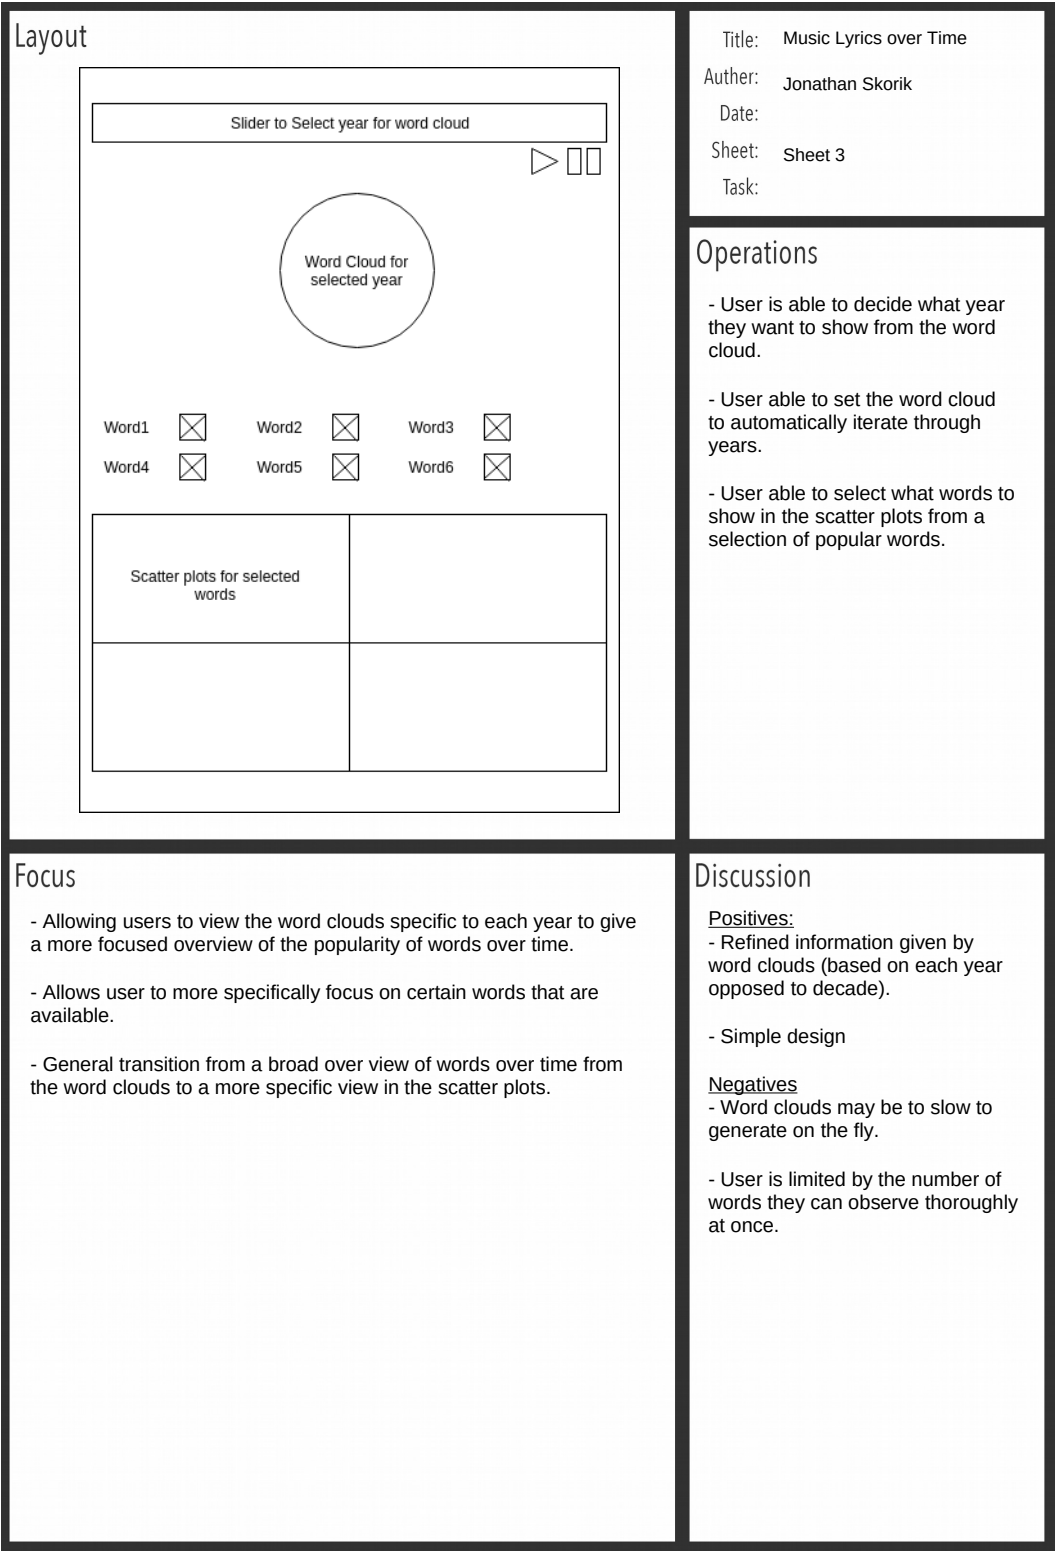 Layout
Slider to Select year for word cloud
Word Cloud for
selected year
Word1
Word2
Word3
Word4
Word5
Word6
Scatter plots for selected
words
Title: Music Lyrics over Time
Auther: Jonathan Skorik
Date:
Sheet: Sheet 3
Task:
Operations
- User is able to decide what year
they want to show from the word
cloud.
- User able to set the word cloud
to automatically iterate through
years.
- User able to select what words to
show in the scatter plots from a
selection of popular words.
Focus
- Allowing users to view the word clouds specific to each year to give
a more focused overview of the popularity of words over time.
- Allows user to more specifically focus on certain words that are
available.
- General transition from a broad over view of words over time from
the word clouds to a more specific view in the scatter plots.
Discussion
Positives:
- Refined information given by
word clouds (based on each year
opposed to decade).
- Simple design
Negatives
- Word clouds may be to slow to
generate on the fly.
- User is limited by the number of
words they can observe thoroughly
at once.